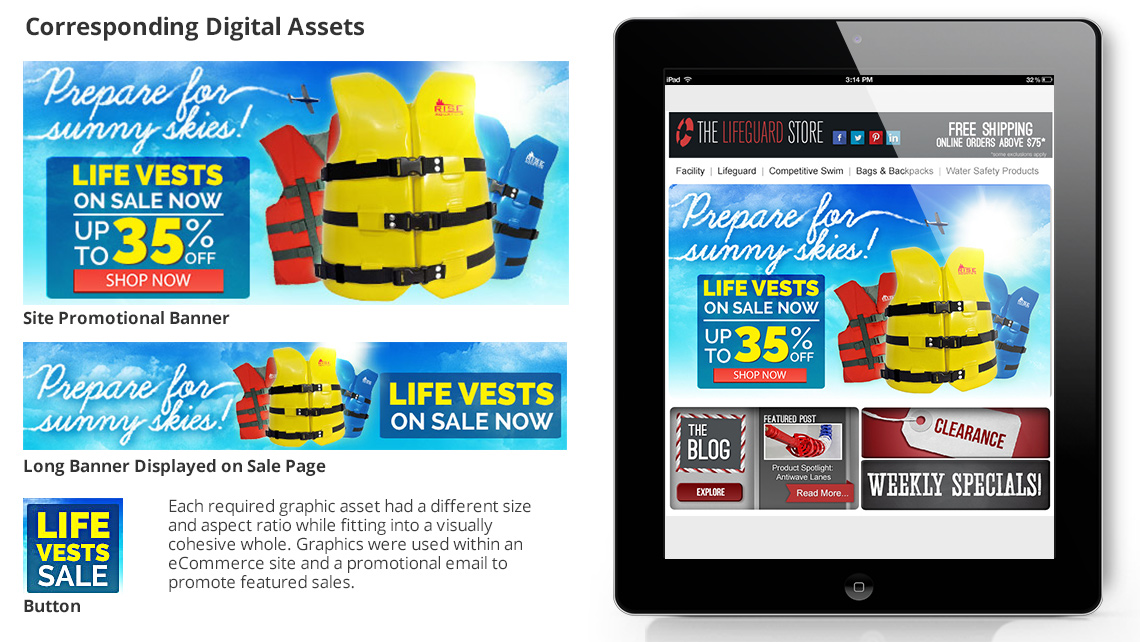 Corresponding Digital Assets
Prepare for
sunny skies!
RISE
RISE
LIFE VESTS
ON SALE NOW
UP
TO 35% OFF
SHOP NOW
Site Promotional Banner
Prepare for
sunny skies!
LIFE VESTS
ON SALE NOW
Long Banner Displayed on Sale Page
LIFE
VESTS
SALE
Button
Each required graphic asset had a different size
and aspect ratio while fitting into a visually
cohesive whole. Graphics were used within an
eCommerce site and a promotional email to
promote featured sales.
iPad
3:14 PM
32%
THE LIFEGUARD STORE
FREE SHIPPING
ONLINE ORDERS ABOVE $75*
*some exclusions apply
Facility | Lifeguard | Competitive Swim | Bags & Backpacks | Water Safety Products
Prepare for
sunny skies!
RISE
RISE
LIFE VESTS
ON SALE NOW
UP
TO 35% OFF
SHOP NOW
THE
BLOG
EXPLORE
FEATURED POST
Product Spotlight:
Antiwave Lanes
Read More...
CLEARANCE
WEEKLY SPECIALS!